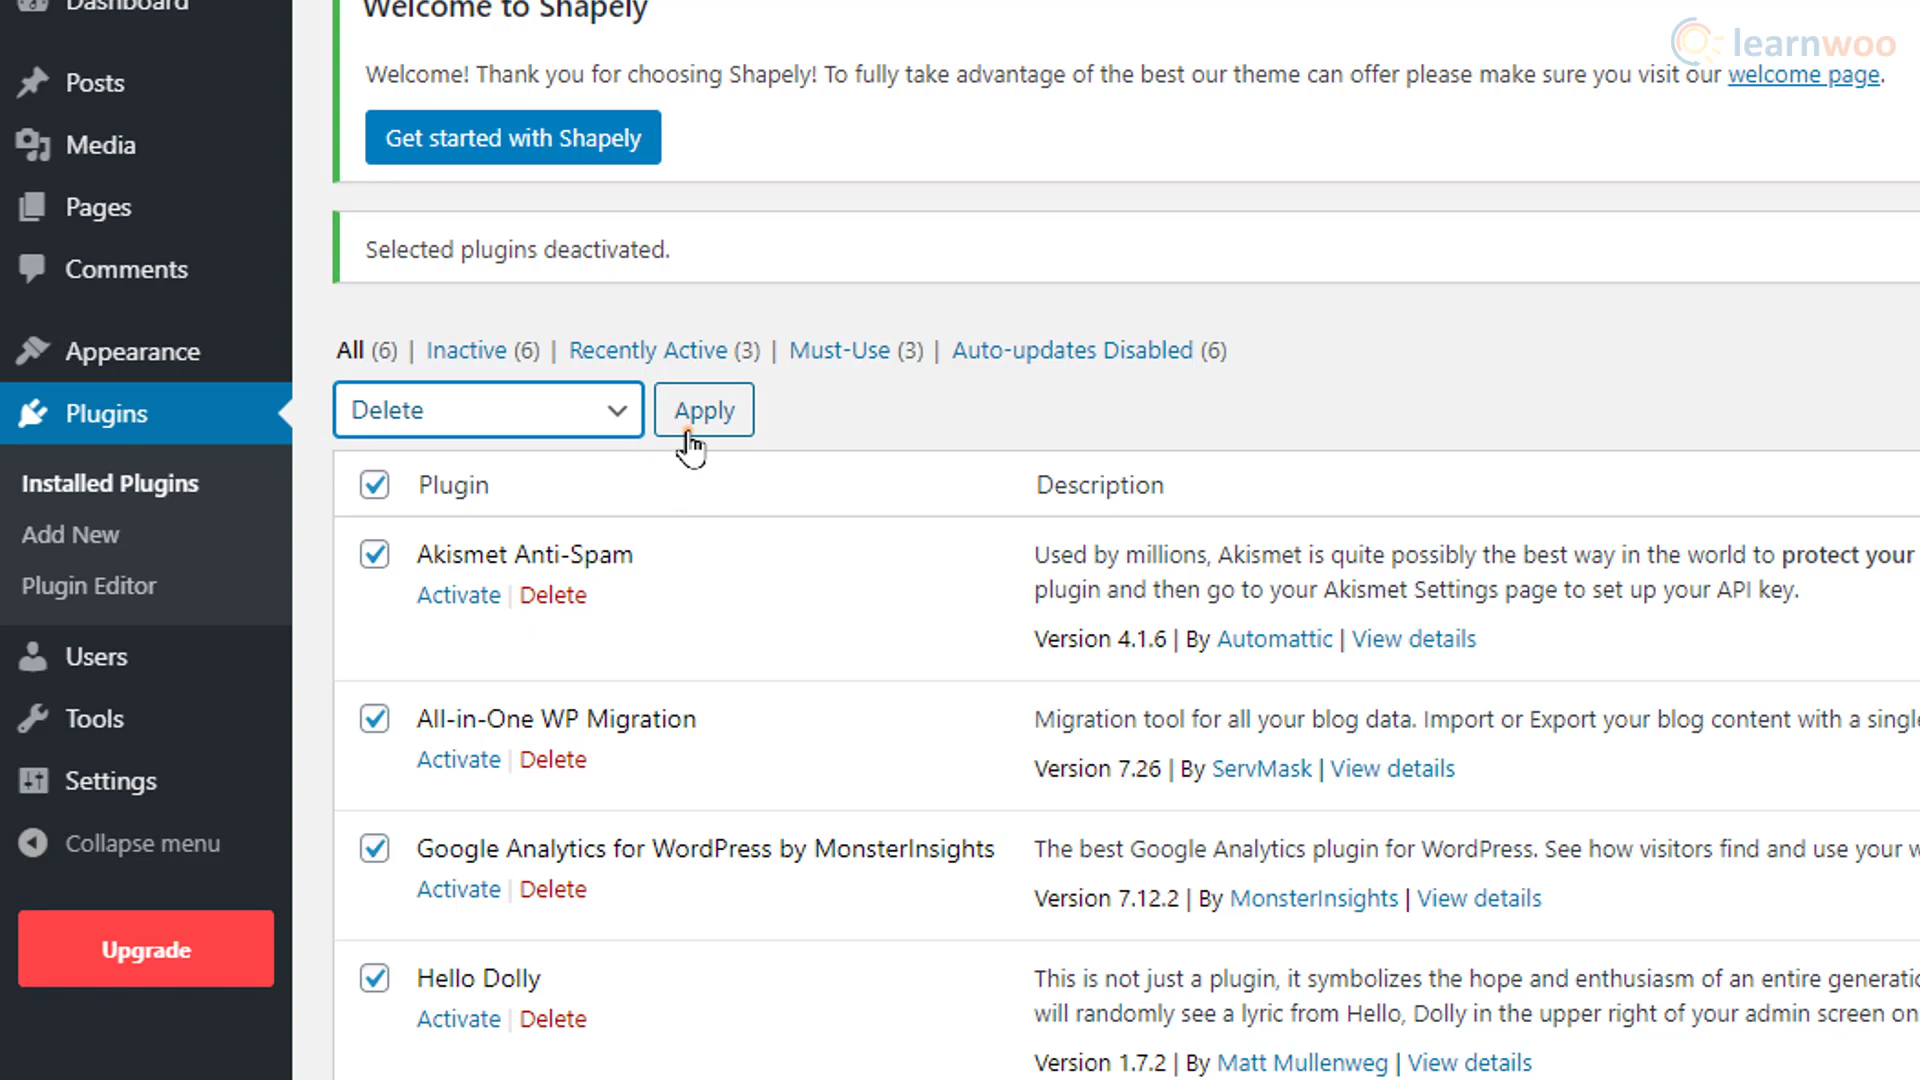 Dashboard
Welcome to Shapely
learnwoo
Posts
Welcome! Thank you for choosing Shapely! To fully take advantage of the best our theme can offer please make sure you visit our welcome page.
Get started with Shapely
Media
Pages
Selected plugins deactivated.
Comments
Appearance
All (6) | Inactive (6) | Recently Active (3) | Must-Use (3) | Auto-updates Disabled (6)
Plugins
Delete
Apply
Installed Plugins
Plugin
Description
Add New
Plugin Editor
Akismet Anti-Spam
Used by millions, Akismet is quite possibly the best way in the world to protect your
Activate | Delete
plugin and then go to your Akismet Settings page to set up your API key.
Version 4.1.6 | By Automattic | View details
Users
Tools
All-in-One WP Migration
Migration tool for all your blog data. Import or Export your blog content with a single
Activate | Delete
Version 7.26 | By ServMask | View details
Settings
Collapse menu
Google Analytics for WordPress by MonsterInsights
The best Google Analytics plugin for WordPress. See how visitors find and use your
Activate | Delete
Version 7.12.2 | By MonsterInsights | View details
Upgrade
Hello Dolly
This is not just a plugin, it symbolizes the hope and enthusiasm of an entire
Activate | Delete
will randomly see a lyric from Hello, Dolly in the upper right of your admin screen on
Version 1.7.2 | By Matt Mullenweg | View details